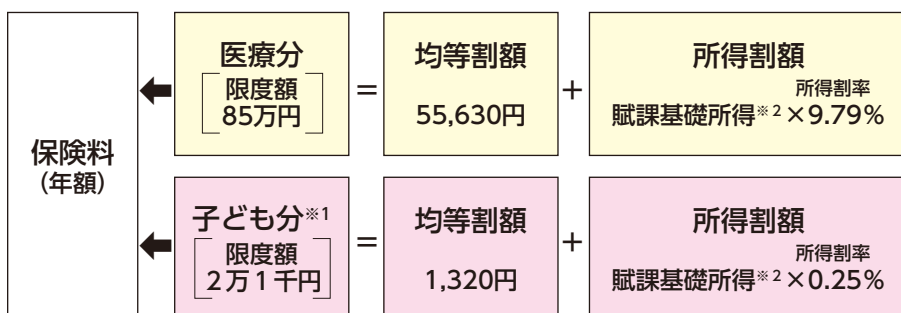 保険料
（年額）
医療分
限度額
85万円
＝
均等割額
55,630円
＋
所得割額
所得割率
賦課基礎所得※2×9.79%
子ども分※1
限度額
2万1千円
＝
均等割額
1,320円
＋
所得割額
所得割率
賦課基礎所得※2×0.25%